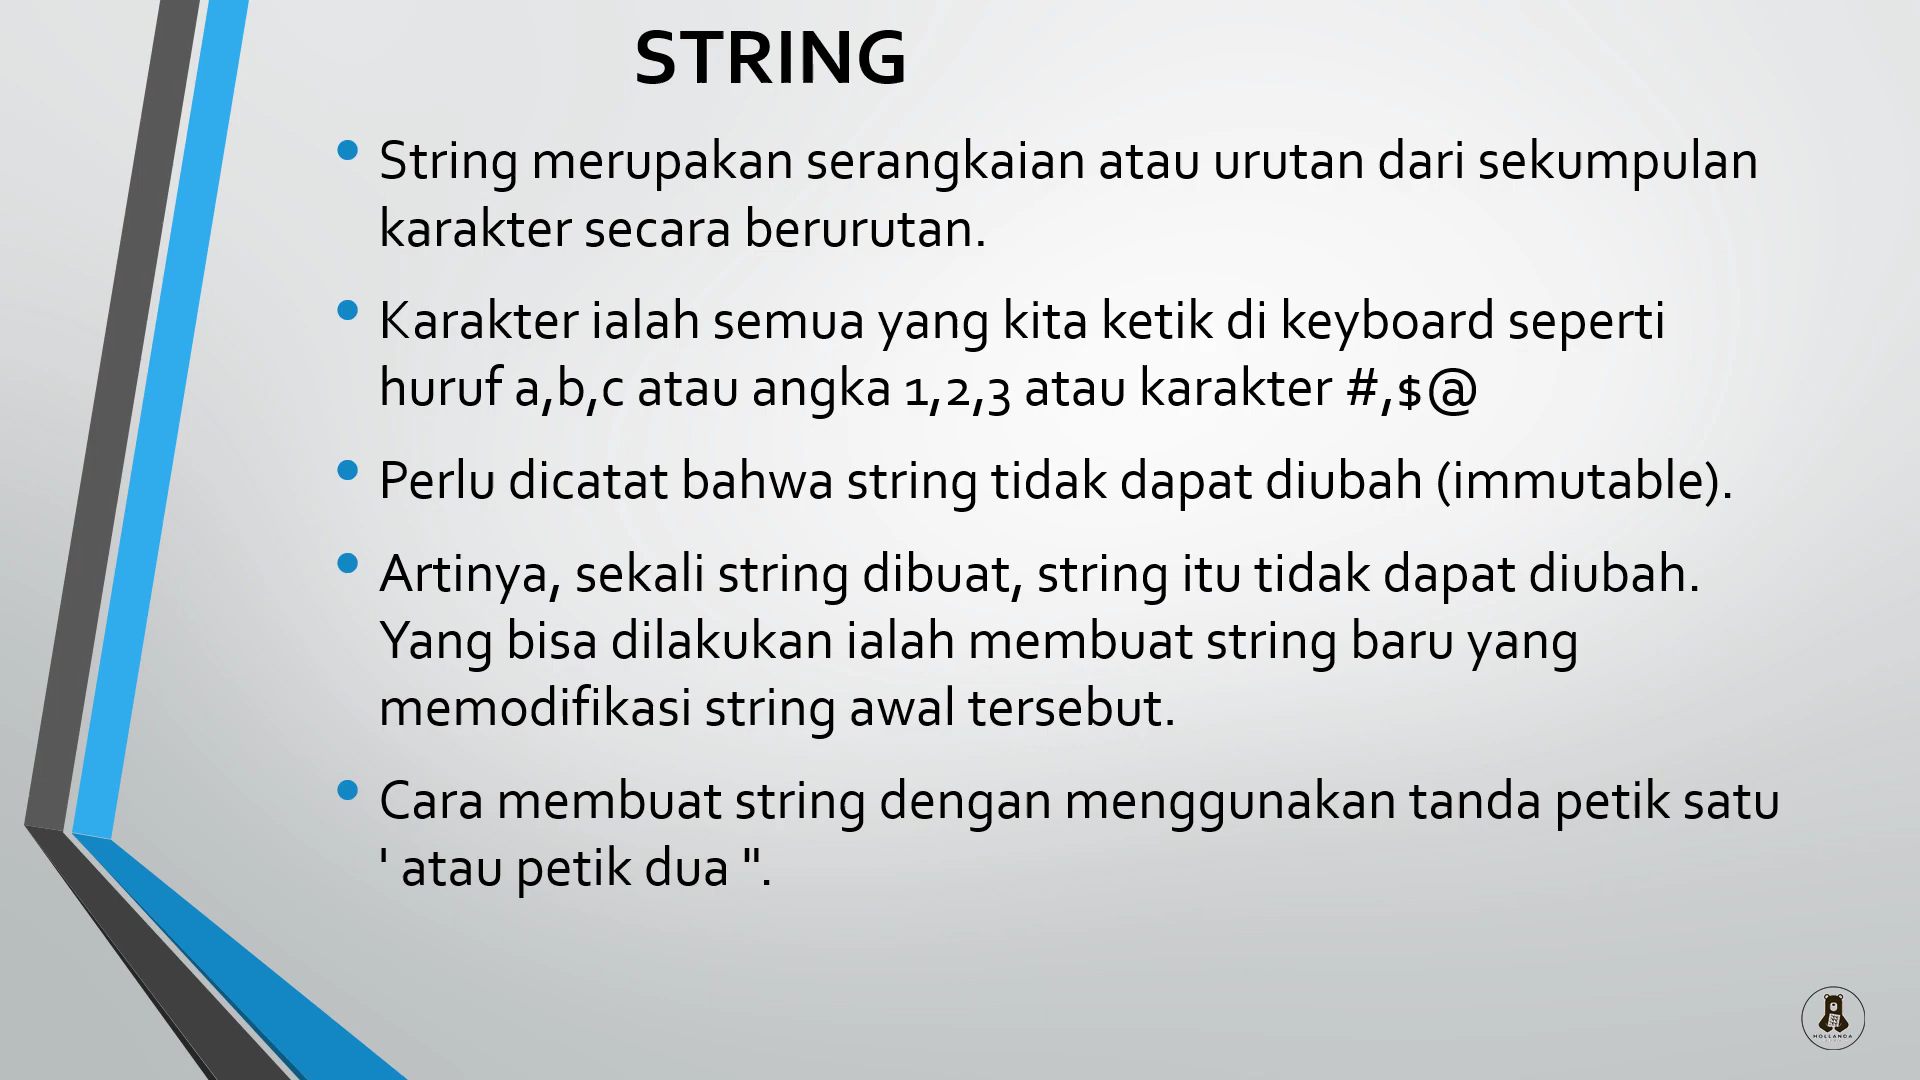 STRING
• String merupakan serangkaian atau urutan dari sekumpulan
karakter secara berurutan.
• Karakter ialah semua yang kita ketik di keyboard seperti
huruf a,b,c atau angka 1,2,3 atau karakter #,$@
• Perlu dicatat bahwa string tidak dapat diubah (immutable).
• Artinya, sekali string dibuat, string itu tidak dapat diubah.
Yang bisa dilakukan ialah membuat string baru yang
memodifikasi string awal tersebut.
• Cara membuat string dengan menggunakan tanda petik satu
' atau petik dua ".
HOLLANDA